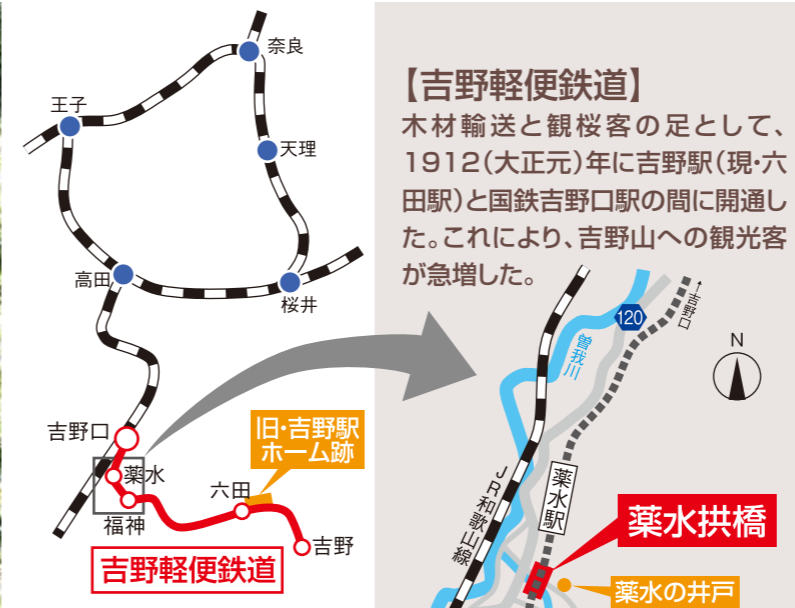 奈良
王子
天理
高田
桜井
吉野口
薬水
福神
六田
旧・吉野駅
ホーム跡
吉野
吉野軽便鉄道
【吉野軽便鉄道】
木材輸送と観桜客の足として、
1912（大正元）年に吉野駅（現・六
田駅）と国鉄吉野口駅の間に開通し
た。これにより、吉野山への観光客
が急増した。
120
→吉野口
曽我川
N
JR和歌山線
薬水駅
薬水拱橋
薬水の井戸